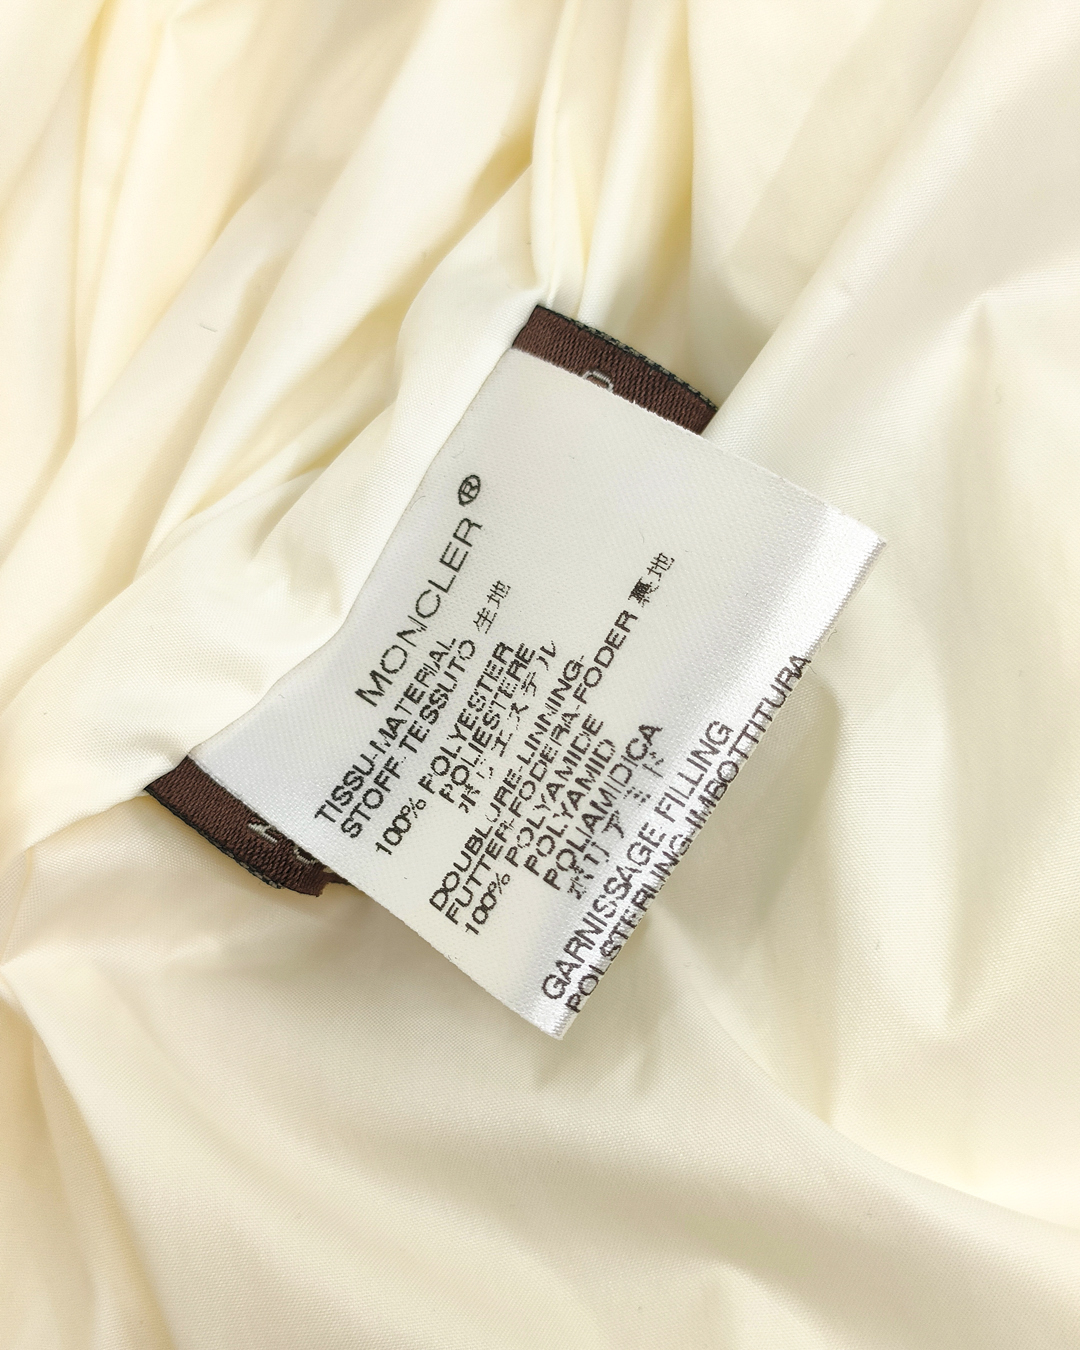 MONCLER®
TISSU-MATERIAL
STOFF-TESSUTO 生地
100% POLYESTER
POLIESTERE
ポリエステル
DOUBLURE-LINNING-
FUTTER-FODERA-FODER 裏地
100% POLYAMIDE
POLYAMID
POLIAMIDICA
ポリアミド
GARNISSAGE FILLING
POLSTERUNG-IMBOTTITURA